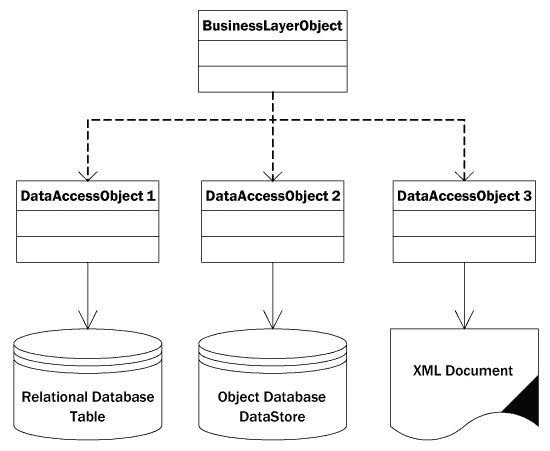 BusinessLayerObject
DataAccessObject 1
DataAccessObject 2
DataAccessObject 3
Relational Database
Table
Object Database
DataStore
XML Document